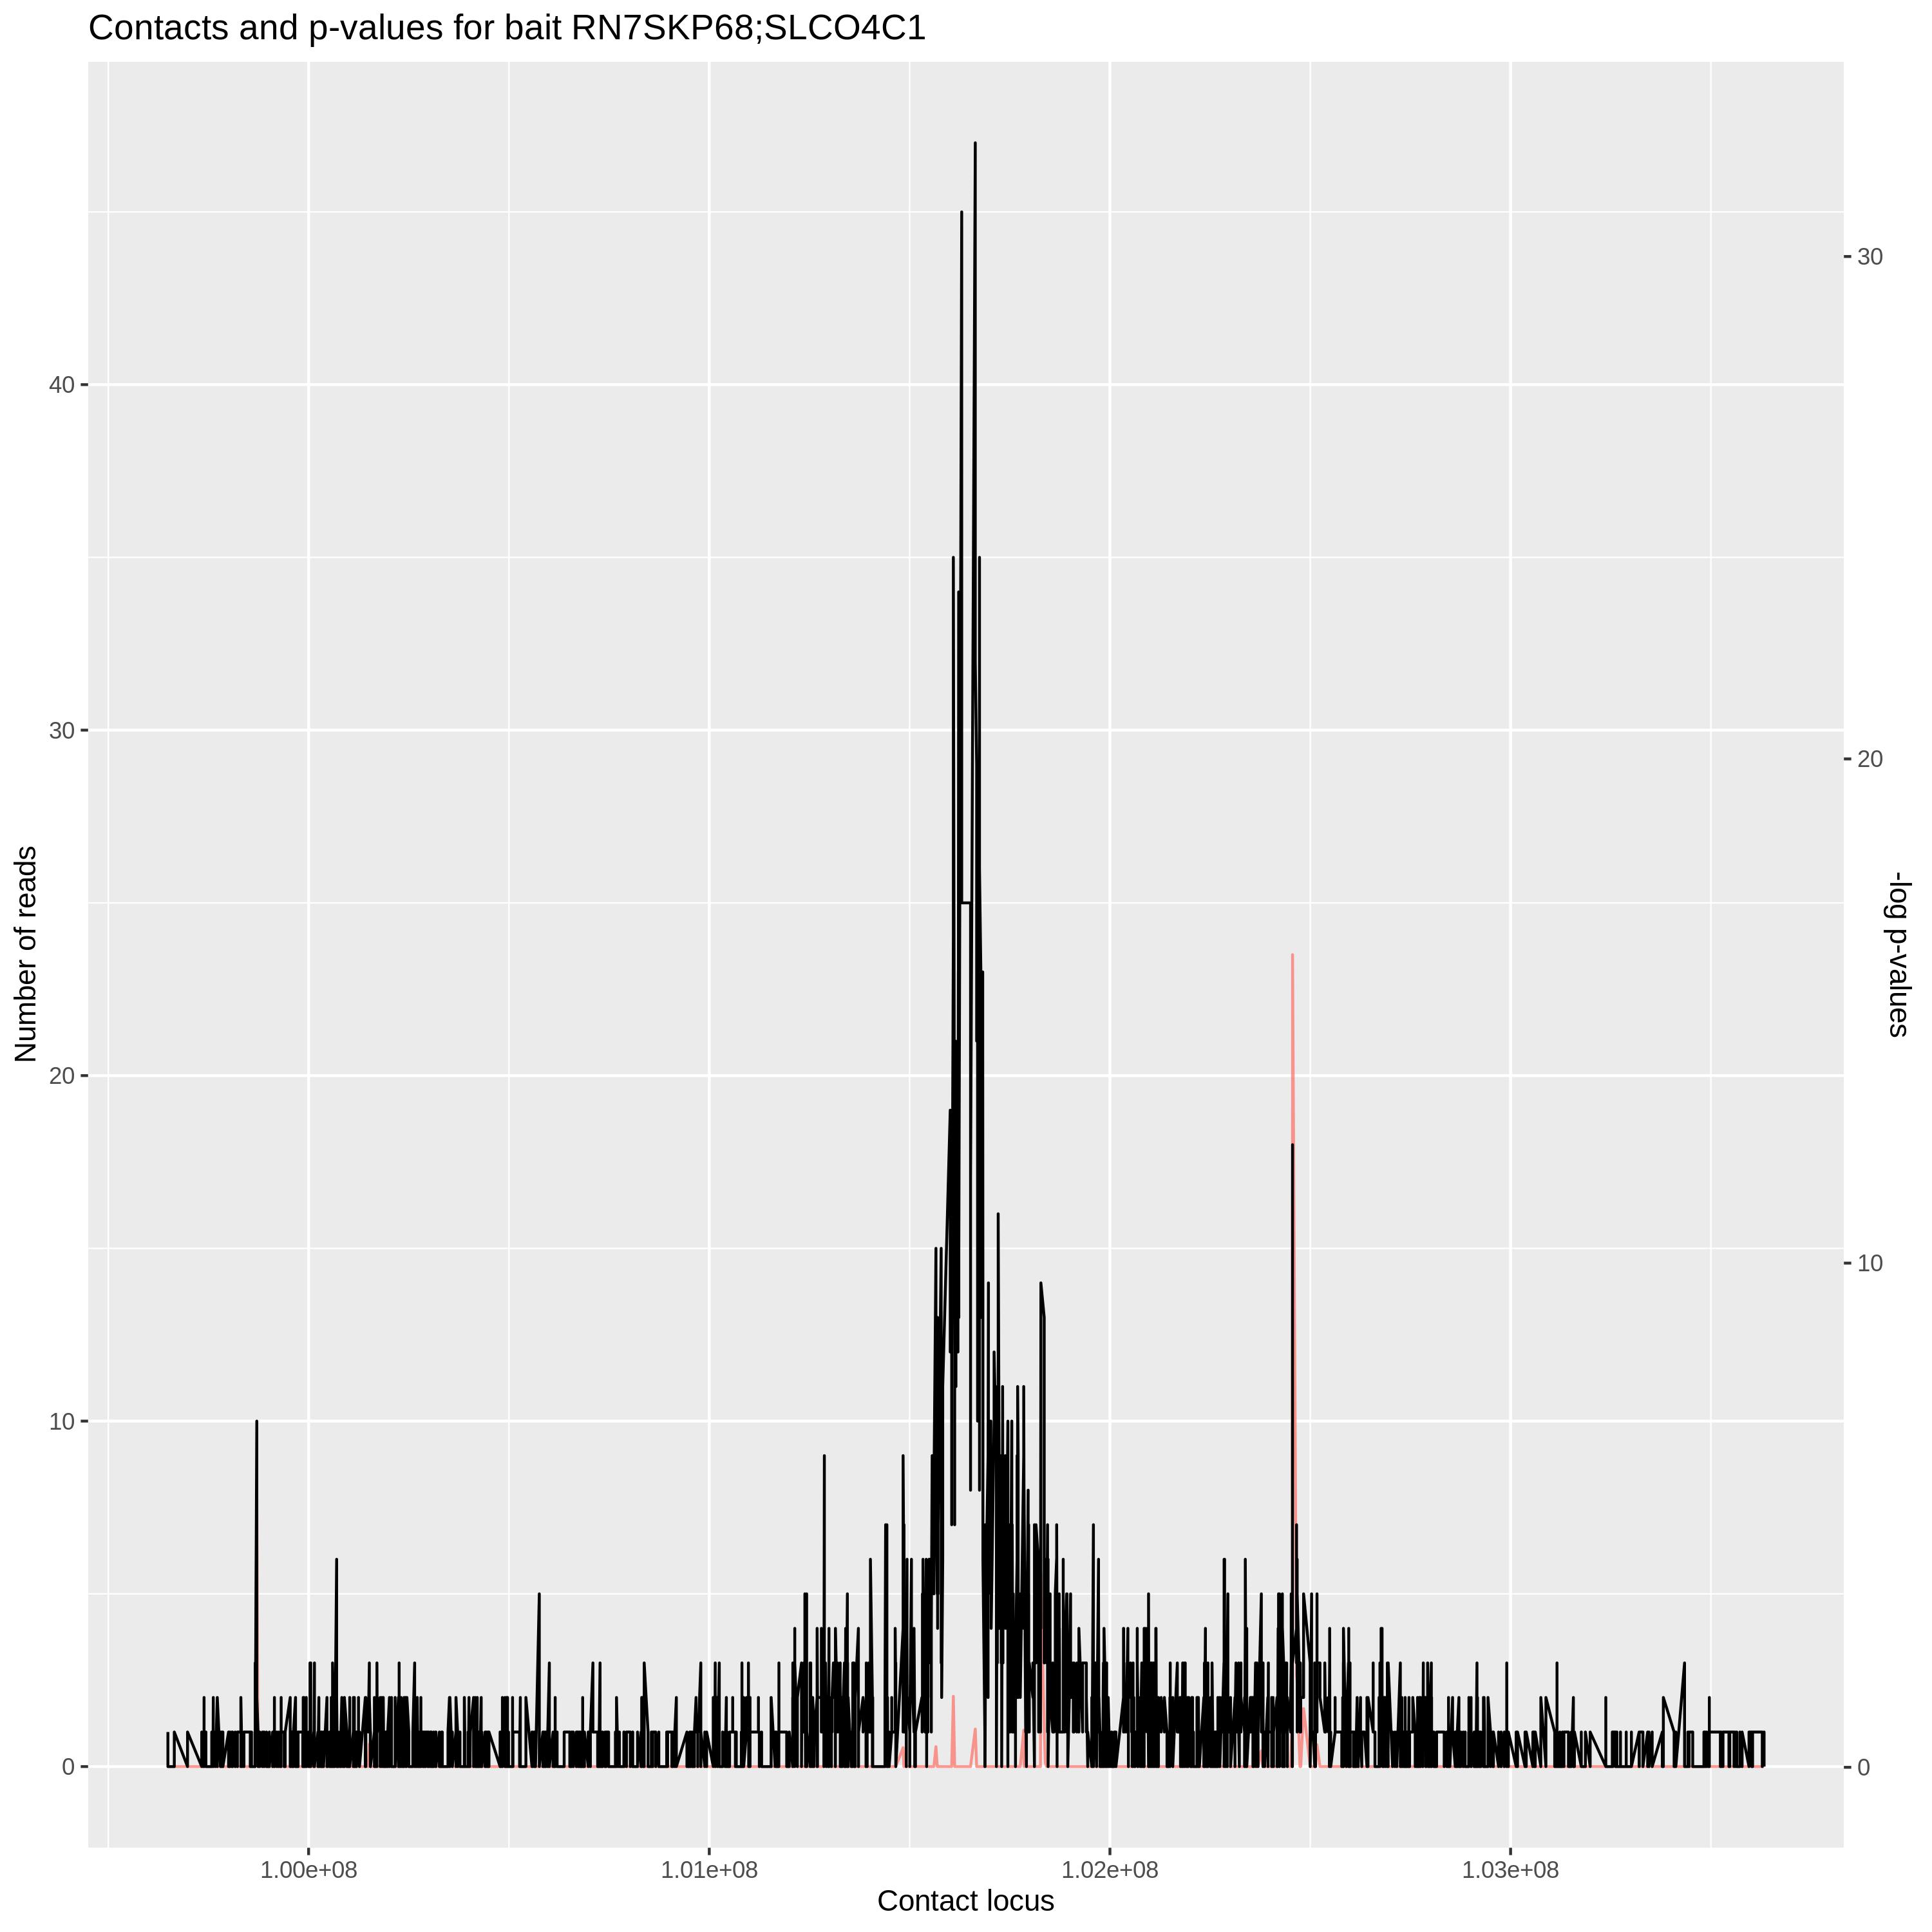 Contacts and p-values for bait RN7SKP68;SLCO4C1
40
30
20
10
0
Number of reads
30
20
10
0
-log p-values
1.00e+08
1.01e+08
1.02e+08
1.03e+08
Contact locus